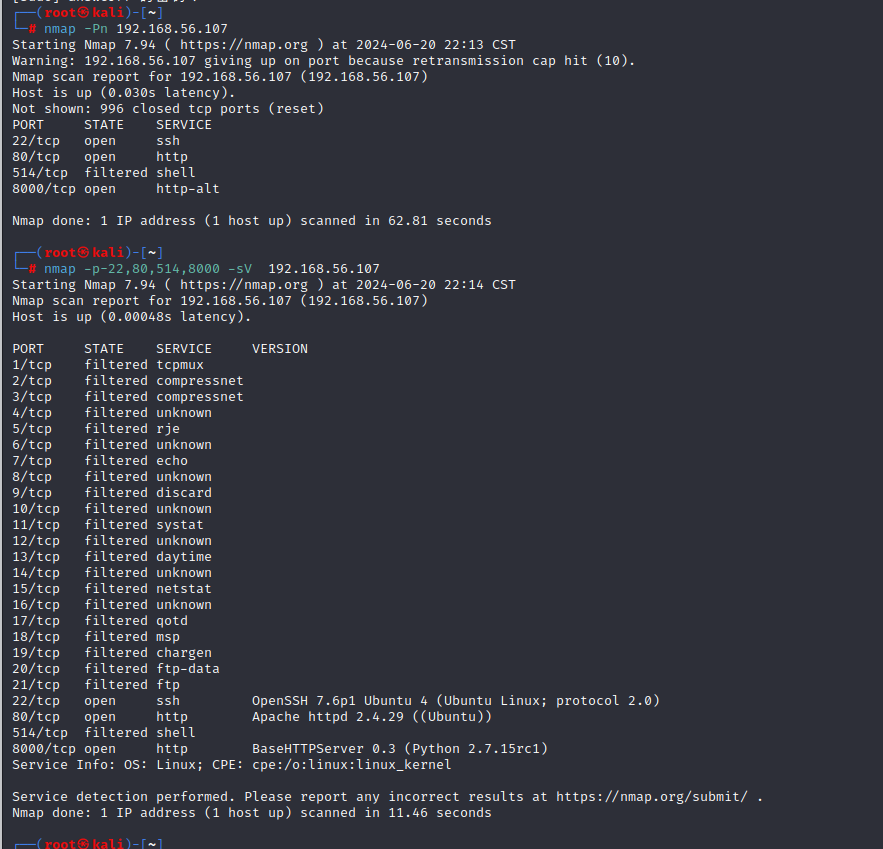 ┌──(root㉿kali)-[~]
└─# nmap -Pn 192.168.56.107
Starting Nmap 7.94 ( https://nmap.org ) at 2024-06-20 22:13 CST
Warning: 192.168.56.107 giving up on port because retransmission cap hit (10).
Nmap scan report for 192.168.56.107 (192.168.56.107)
Host is up (0.030s latency).
Not shown: 996 closed tcp ports (reset)
PORT     STATE    SERVICE
22/tcp   open     ssh
80/tcp   open     http
514/tcp  filtered shell
8000/tcp open     http-alt

Nmap done: 1 IP address (1 host up) scanned in 62.81 seconds

┌──(root㉿kali)-[~]
└─# nmap -p-22,80,514,8000 -sV  192.168.56.107
Starting Nmap 7.94 ( https://nmap.org ) at 2024-06-20 22:14 CST
Nmap scan report for 192.168.56.107 (192.168.56.107)
Host is up (0.00048s latency).

PORT     STATE    SERVICE     VERSION
1/tcp    filtered tcpmux
2/tcp    filtered compressnet
3/tcp    filtered compressnet
4/tcp    filtered unknown
5/tcp    filtered rje
6/tcp    filtered unknown
7/tcp    filtered echo
8/tcp    filtered unknown
9/tcp    filtered discard
10/tcp   filtered unknown
11/tcp   filtered systat
12/tcp   filtered unknown
13/tcp   filtered daytime
14/tcp   filtered unknown
15/tcp   filtered netstat
16/tcp   filtered unknown
17/tcp   filtered qotd
18/tcp   filtered msp
19/tcp   filtered chargen
20/tcp   filtered ftp-data
21/tcp   filtered ftp
22/tcp   open     ssh         OpenSSH 7.6p1 Ubuntu 4 (Ubuntu Linux; protocol 2.0)
80/tcp   open     http        Apache httpd 2.4.29 ((Ubuntu))
514/tcp  filtered shell
8000/tcp open     http        BaseHTTPServer 0.3 (Python 2.7.15rc1)
Service Info: OS: Linux; CPE: cpe:/o:linux:linux_kernel

Service detection performed. Please report any incorrect results at https://nmap.org/submit/ .
Nmap done: 1 IP address (1 host up) scanned in 11.46 seconds

┌──(root㉿kali)-[~]